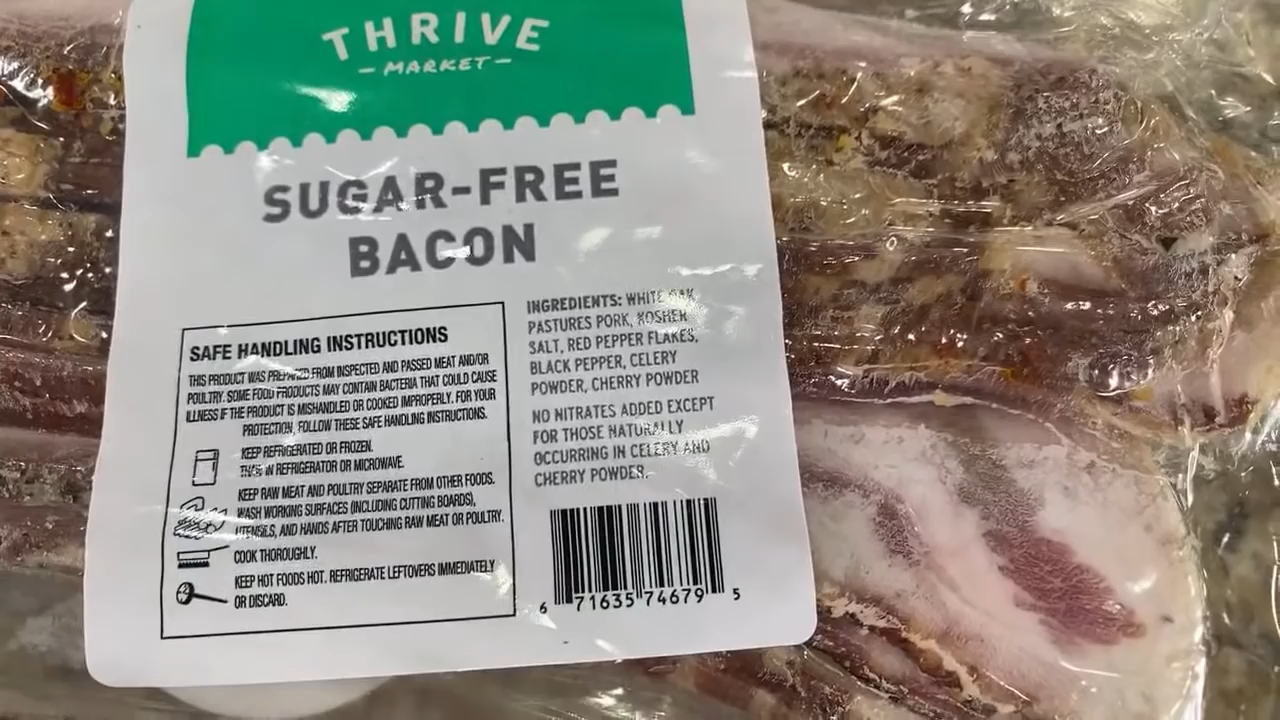 THRIVE
MARKET
SUGAR-FREE
BACON
SAFE HANDLING INSTRUCTIONS
THIS PRODUCT WAS PREPARED FROM INSPECTED AND PASSED MEAT AND/OR
POULTRY. SOME FOOD PRODUCTS MAY CONTAIN BACTERIA THAT COULD CAUSE
ILLNESS IF THE PRODUCT IS MISHANDLED OR COOKED IMPROPERLY. FOR YOUR
PROTECTION, FOLLOW THESE SAFE HANDLING INSTRUCTIONS.
KEEP REFRIGERATED OR FROZEN.
THAW IN REFRIGERATOR OR MICROWAVE.
KEEP RAW MEAT AND POULTRY SEPARATE FROM OTHER FOODS.
WASH WORKING SURFACES (INCLUDING CUTTING BOARDS),
UTENSILS, AND HANDS AFTER TOUCHING RAW MEAT OR POULTRY.
COOK THOROUGHLY.
KEEP HOT FOODS HOT. REFRIGERATE LEFTOVERS IMMEDIATELY
OR DISCARD.
INGREDIENTS: WHITE OAK
PASTURES PORK, KOSHER
SALT, RED PEPPER FLAKES,
BLACK PEPPER, CELERY
POWDER, CHERRY POWDER
NO NITRATES ADDED EXCEPT
FOR THOSE NATURALLY
OCCURRING IN CELERY AND
CHERRY POWDER.
6 71635 74679 5